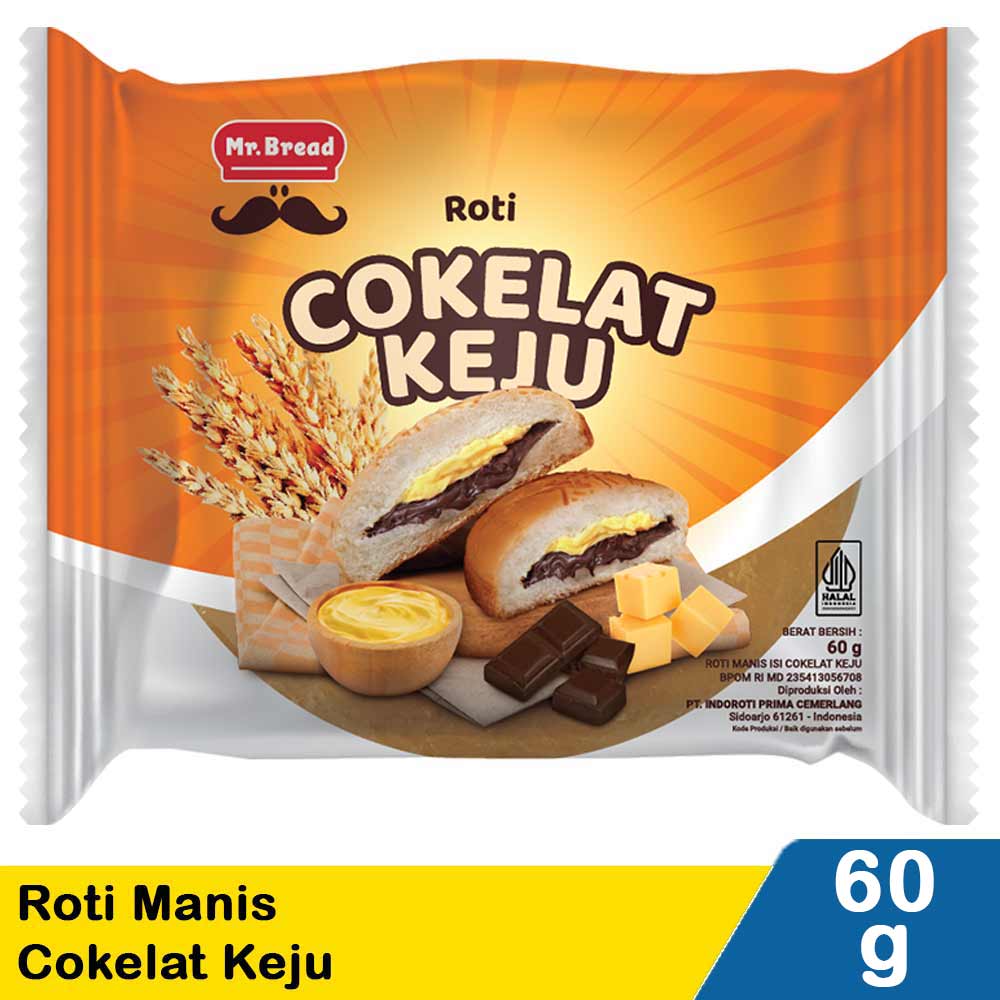 Mr. Bread
Roti
COKELAT
KEJU
HALAL
INDONESIA
BERAT BERSIH :
60 g
ROTI MANIS ISI COKELAT KEJU
BPOM RI MD 235413056708
Diproduksi Oleh :
PT. INDOROTI PRIMA CEMERLANG
Sidoarjo 61261 - Indonesia
Kode Produksi / Baik digunakan sebelum
Roti Manis
Cokelat Keju
60
g